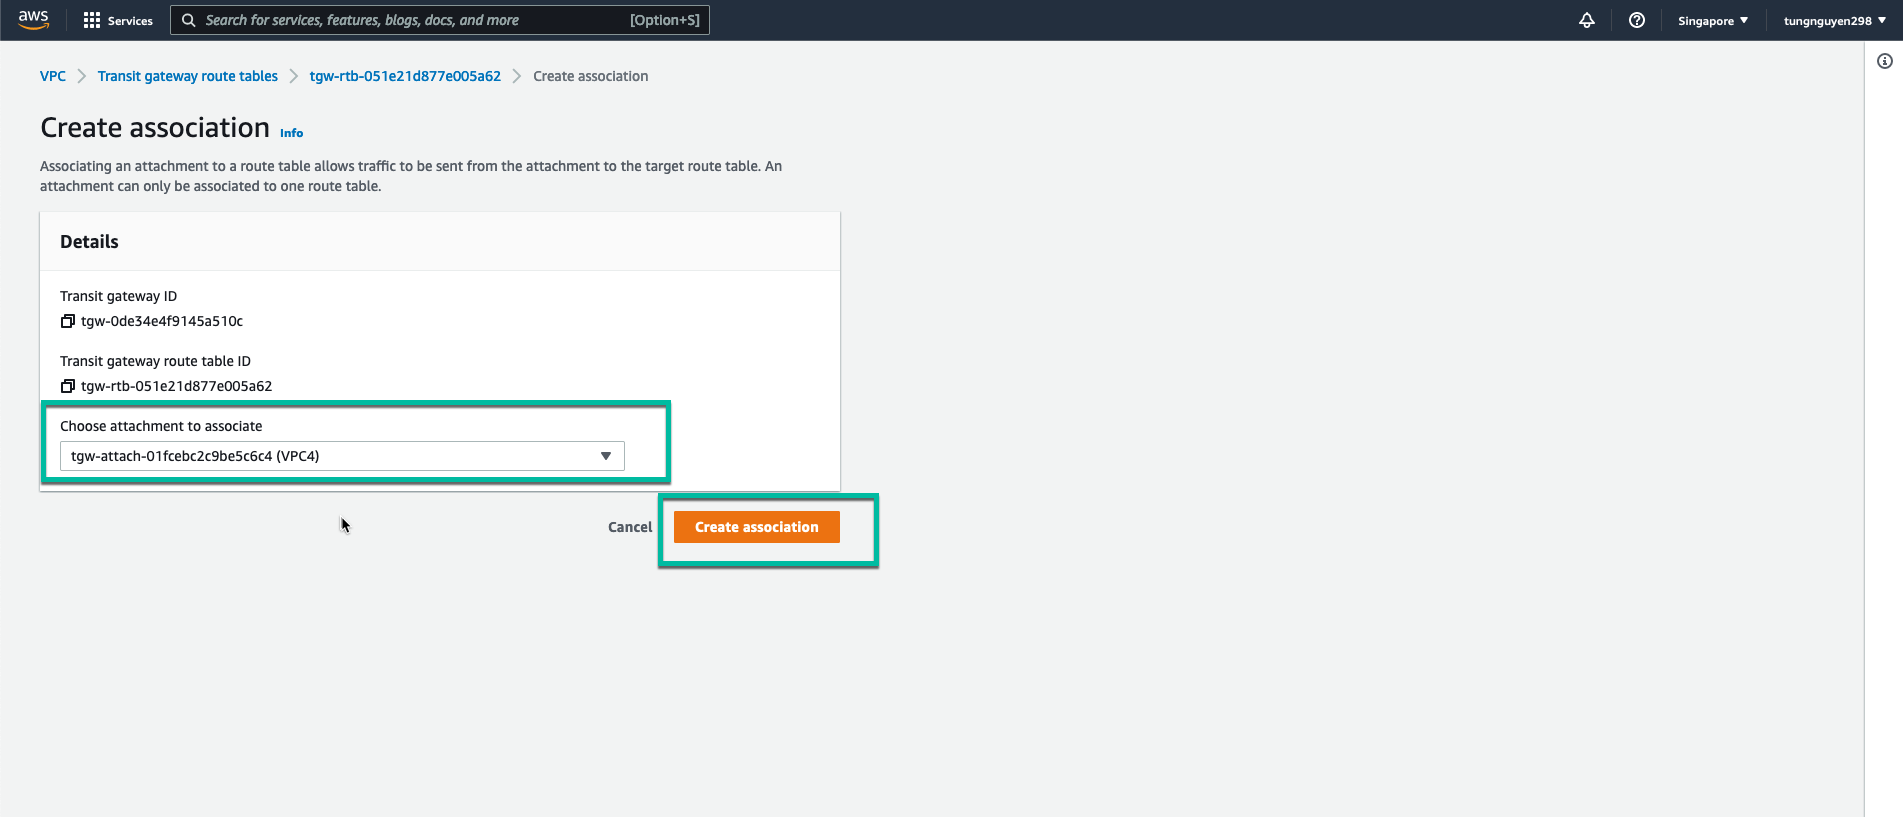 aws
Services
Search for services, features, blogs, docs, and more [Option+S]
Singapore
tungnguyen298
VPC
Transit gateway route tables
tgw-rtb-051e21d877e005a62
Create association
Create association Info
Associating an attachment to a route table allows traffic to be sent from the attachment to the target route table. An
attachment can only be associated to one route table.
Details
Transit gateway ID
tgw-0de34e4f9145a510c
Transit gateway route table ID
tgw-rtb-051e21d877e005a62
Choose attachment to associate
tgw-attach-01fcebc2c9be5c6c4 (VPC4)
Cancel
Create association